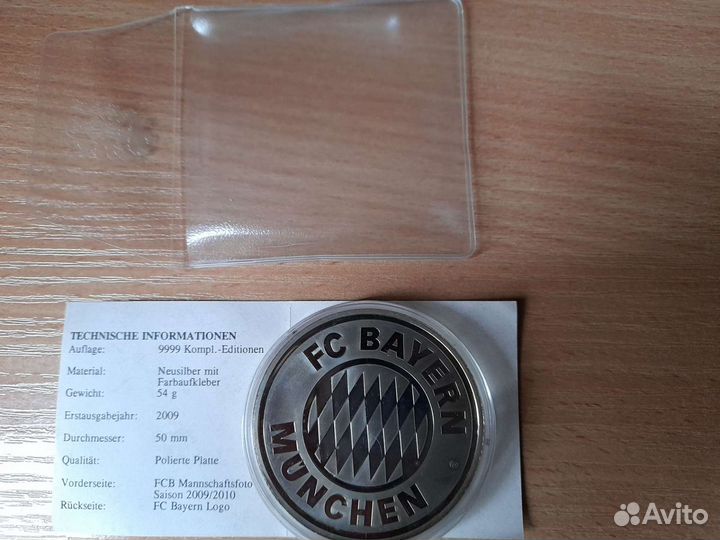 TECHNISCHE INFORMATIONEN
Auflage: 9999 Kompl.-Editionen
Material: Neusilber mit
Farbaufkleber
Gewicht: 54 g
Erstausgabejahr: 2009
Durchmesser: 50 mm
Qualität: Polierte Platte
Vorderseite: FCB Mannschaftsfoto
Saison 2009/2010
Rückseite: FC Bayern Logo
FC BAYERN
MÜNCHEN
®
Avito